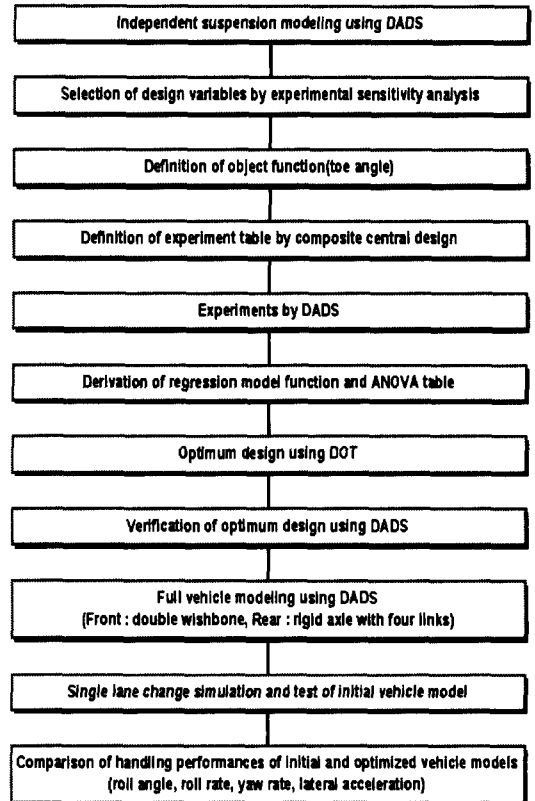 Independent suspension modeling using DADS
Selection of design variables by experimental sensitivity analysis
Definition of object function(toe angle)
Definition of experiment table by composite central design
Experiments by DADS
Derivation of regression model function and ANOVA table
Optimum design using DOT
Verification of optimum design using DADS
Full vehicle modeling using DADS
(Front : double wishbone, Rear : rigid axle with four links)
Single lane change simulation and test of initial vehicle model
Comparison of handling performances of initial and optimized vehicle models
(roll angle, roll rate, yaw rate, lateral acceleration)